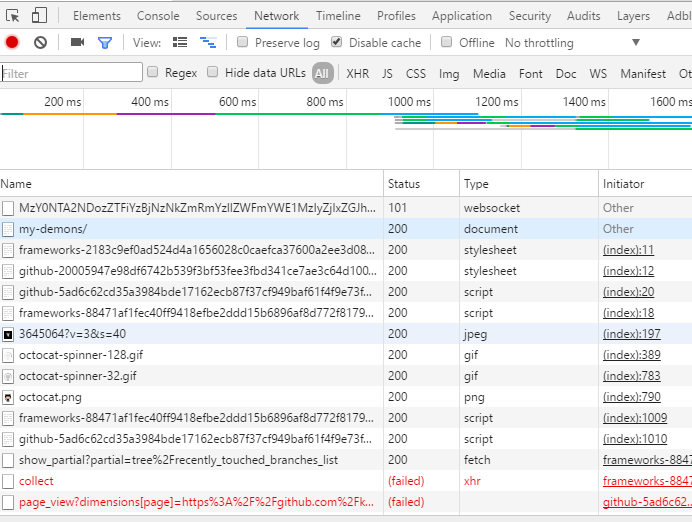 Elements Console Sources Network Timeline Profiles Application Security Audits Layers Adbl
View: Preserve log Disable cache Offline No throttling
Filter Regex Hide data URLs All XHR JS CSS Img Media Font Doc WS Manifest Ot
200 ms 400 ms 600 ms 800 ms 1000 ms 1200 ms 1400 ms 1600 ms
Name Status Type Initiator
MzY0NTA2NDozZTFiYzBjNzNkZmRmYzllZWFmYWE1MzIyZjIxZGJh... 101 websocket Other
my-demons/ 200 document Other
frameworks-2183c9ef0ad524d4a1656028c0caefca37600a2ee3d08... 200 stylesheet (index):11
github-20005947e98df6742b539f3bf53fee3fbd341ce7ae3c64d100... 200 stylesheet (index):12
github-5ad6c62cd35a3984bde17162ecb87f37cf949baf61f4f9e73f... 200 script (index):20
frameworks-88471af1fec40ff9418efbe2ddd15b6896af8d772f8179... 200 script (index):18
3645064?v=3&s=40 200 jpeg (index):197
octocat-spinner-128.gif 200 gif (index):389
octocat-spinner-32.gif 200 gif (index):783
octocat.png 200 png (index):790
frameworks-88471af1fec40ff9418efbe2ddd15b6896af8d772f8179... 200 script (index):1009
github-5ad6c62cd35a3984bde17162ecb87f37cf949baf61f4f9e73f... 200 script (index):1010
show_partial?partial=tree%2Frecently_touched_branches_list 200 fetch frameworks-847
collect (failed) xhr frameworks-847
page_view?dimensions[page]=https%3A%2F%2Fgithub.com%2Fk... (failed) github-5ad6c62...